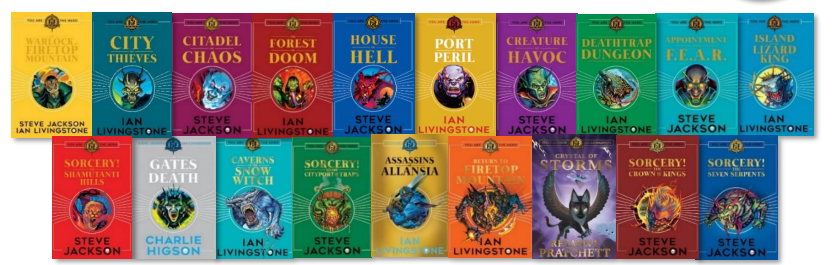 WARLOCK
FIRETOP
MOUNTAIN
STEVE JACKSON
IAN LIVINGSTONE
CITY
THIEVES
IAN
LIVINGSTONE
CITADEL
CHAOS
STEVE
JACKSON
FOREST
DOOM
IAN
LIVINGSTONE
HOUSE
HELL
STEVE
JACKSON
PORT
PERIL
IAN
LIVINGSTONE
CREATURE
HAVOC
STEVE
JACKSON
DEATHTRAP
DUNGEON
IAN
LIVINGSTONE
APPOINTMENT
F.E.A.R.
STEVE
JACKSON
ISLAND
LIZARD
KING
IAN
LIVINGSTONE
SORCERY!
SHAMUTANTI
HILLS
STEVE
JACKSON
GATES
DEATH
CHARLIE
HIGSON
CAVERNS
SNOW
WITCH
IAN
LIVINGSTONE
SORCERY!
CITYPORT OF TRAPS
STEVE
JACKSON
ASSASSINS
ALLANSIA
IAN
LIVINGSTONE
RETURN TO
FIRETOP
MOUNTAIN
IAN
LIVINGSTONE
CRYSTAL OF
STORMS
RHIANNA
PRATCHETT
SORCERY!
CROWN OF KINGS
STEVE
JACKSON
SORCERY!
SEVEN SERPENTS
STEVE
JACKSON